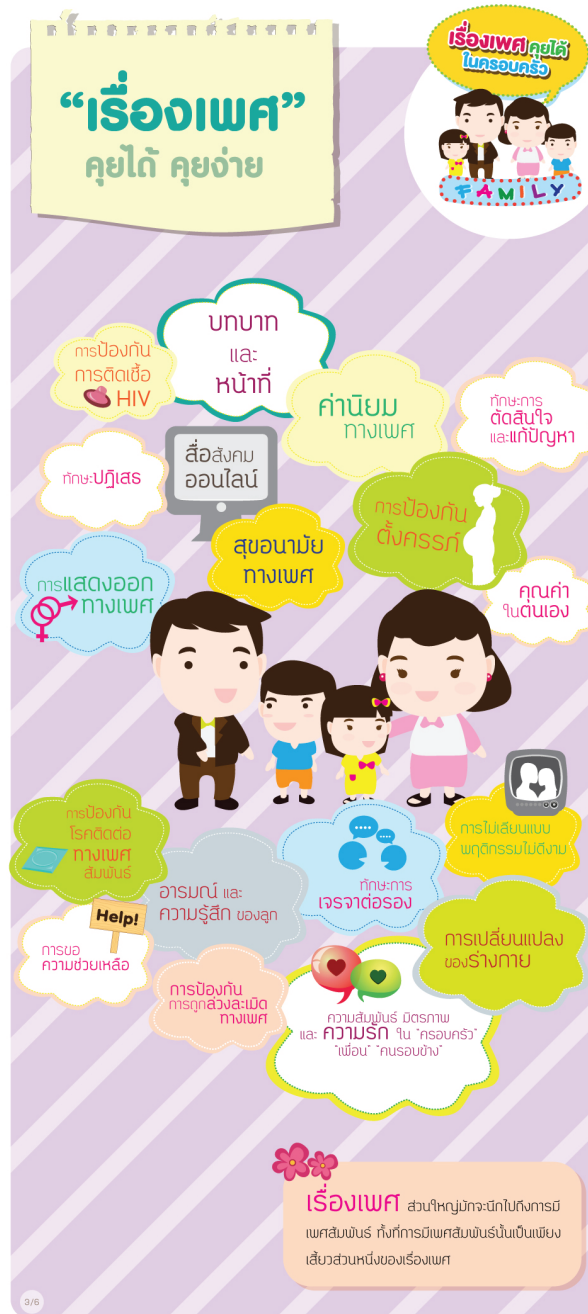 “เรื่องเพศ”
คุยได้ คุยง่าย
เรื่องเพศ คุยได้
ในครอบครัว
FAMILY
บทบาท
และ
หน้าที่
การป้องกัน
การติดเชื้อ
HIV
ค่านิยม
ทางเพศ
ทักษะการ
ตัดสินใจ
และแก้ปัญหา
ทักษะปฏิเสธ
สื่อสังคม
ออนไลน์
การป้องกัน
ตั้งครรภ์
สุขอนามัย
ทางเพศ
การแสดงออก
ทางเพศ
คุณค่า
ในตนเอง
การป้องกัน
โรคติดต่อ
ทางเพศ
สัมพันธ์
อารมณ์ และ
ความรู้สึก ของลูก
ทักษะการ
เจรจาต่อรอง
การไม่เลียนแบบ
พฤติกรรมไม่ดีงาม
Help!
การขอ
ความช่วยเหลือ
การป้องกัน
การถูกล่วงละเมิด
ทางเพศ
ความสัมพันธ์ มิตรภาพ
และ ความรัก ใน "ครอบครัว"
"เพื่อน" "คนรอบข้าง"
การเปลี่ยนแปลง
ของร่างกาย
เรื่องเพศ ส่วนใหญ่มักจะนึกไปถึงการมี
เพศสัมพันธ์ ทั้งที่การมีเพศสัมพันธ์นั้นเป็นเพียง
เสี้ยวส่วนหนึ่งของเรื่องเพศ
3/6